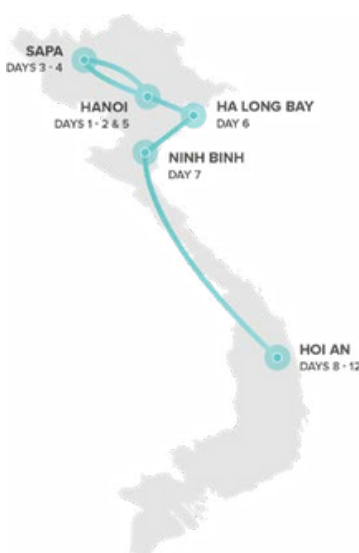 SAPA
DAYS 3 - 4
HANOI
DAYS 1 - 2 & 5
HA LONG BAY
DAY 6
NINH BINH
DAY 7
HOI AN
DAYS 8 - 12